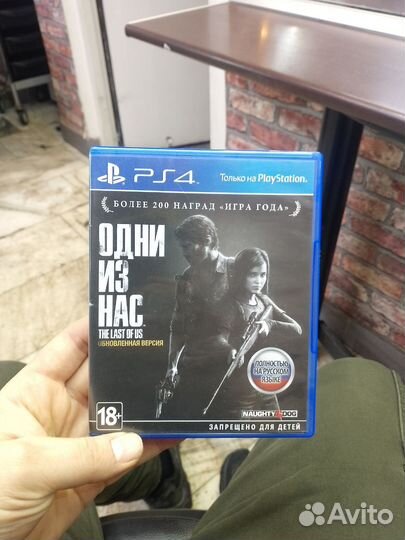 PS4
Только на PlayStation.
БОЛЕЕ 200 НАГРАД «ИГРА ГОДА»
ОДНИ
ИЗ
НАС
THE LAST OF US
ОБНОВЛЕННАЯ ВЕРСИЯ
ПОЛНОСТЬЮ
НА РУССКОМ
ЯЗЫКЕ
18+
NAUGHTY DOG
ЗАПРЕЩЕНО ДЛЯ ДЕТЕЙ
Avito